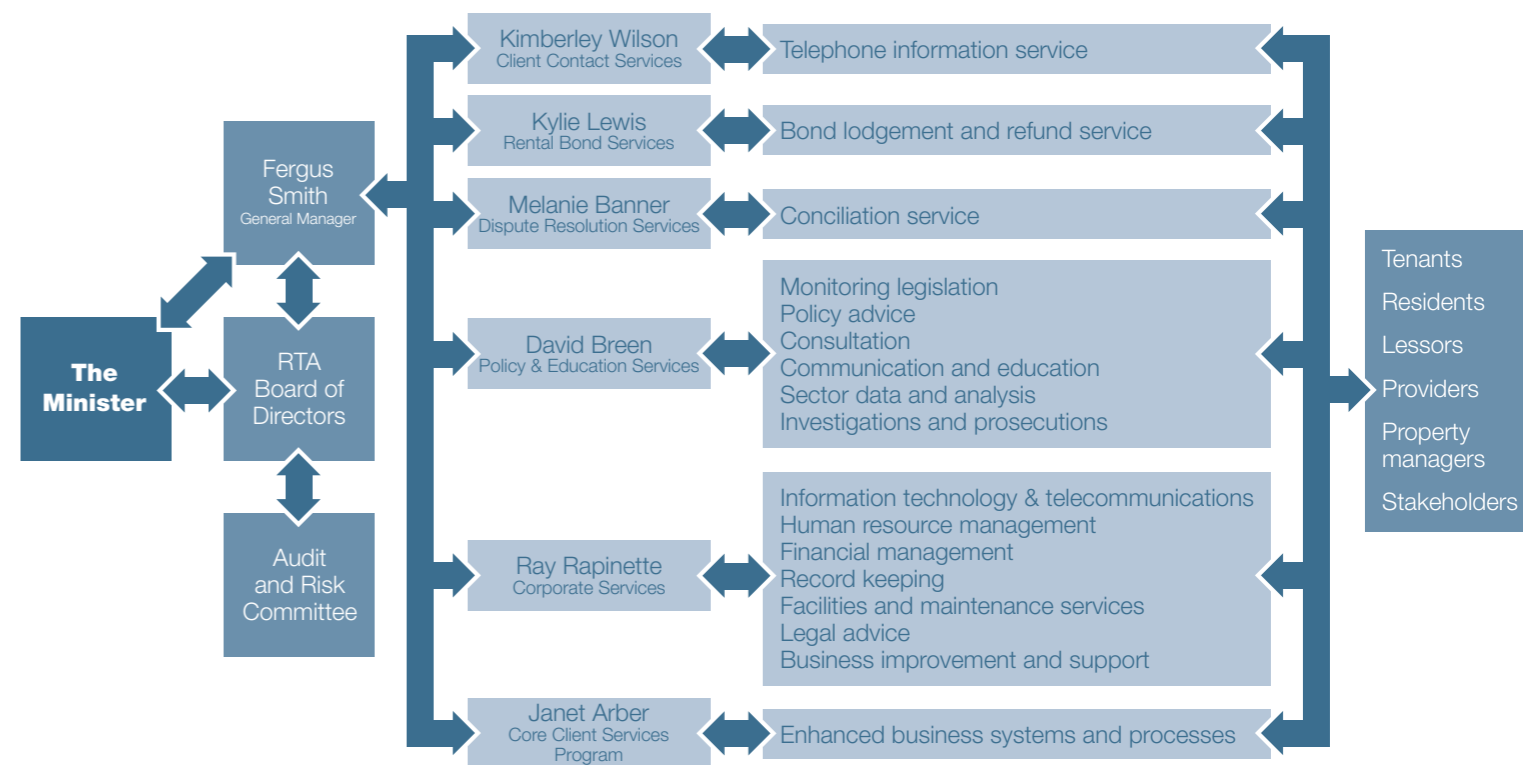 The
Minister
Fergus
Smith
General Manager
RTA
Board of
Directors
Audit
and Risk
Committee
Kimberley Wilson
Client Contact Services
Telephone information service
Kylie Lewis
Rental Bond Services
Bond lodgement and refund service
Melanie Banner
Dispute Resolution Services
Conciliation service
David Breen
Policy & Education Services
Monitoring legislation
Policy advice
Consultation
Communication and education
Sector data and analysis
Investigations and prosecutions
Ray Rapinette
Corporate Services
Information technology & telecommunications
Human resource management
Financial management
Record keeping
Facilities and maintenance services
Legal advice
Business improvement and support
Janet Arber
Core Client Services
Program
Enhanced business systems and processes
Tenants
Residents
Lessors
Providers
Property
managers
Stakeholders